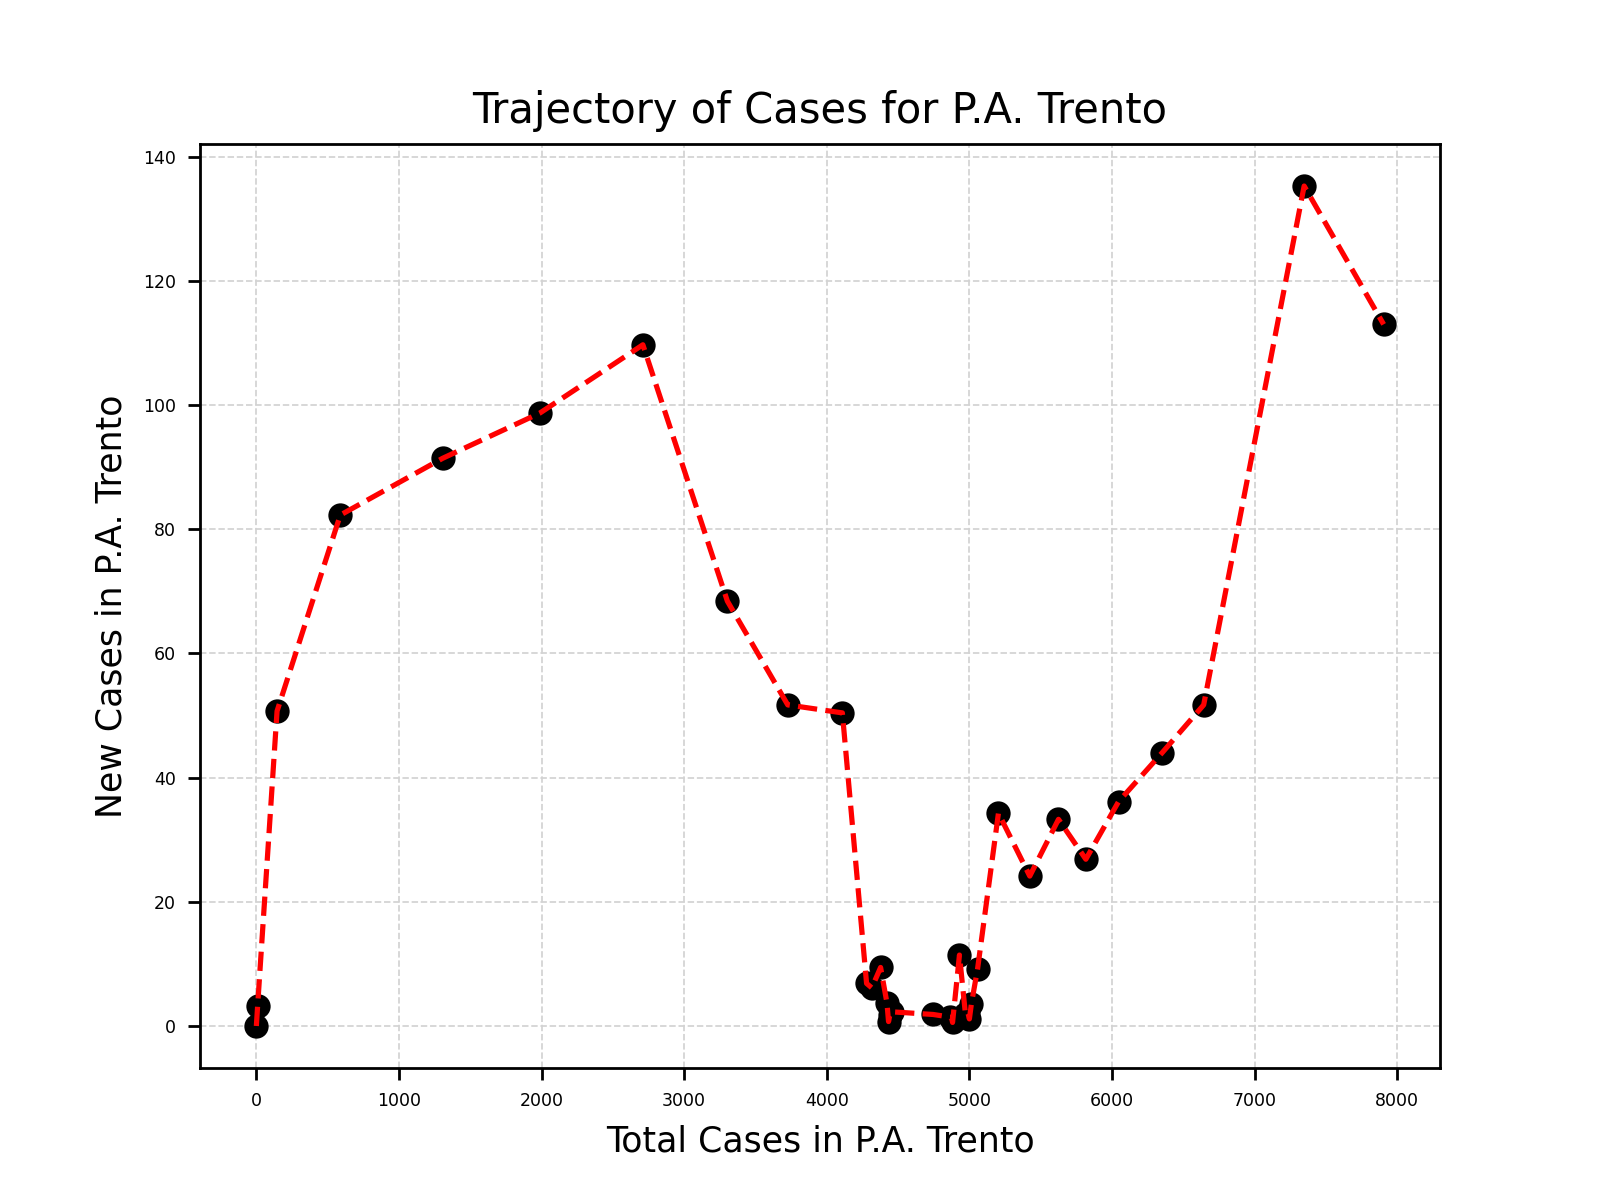 Trajectory of Cases for P.A. Trento
New Cases in P.A. Trento
140
120
100
80
60
40
20
0
0 1000 2000 3000 4000 5000 6000 7000 8000
Total Cases in P.A. Trento